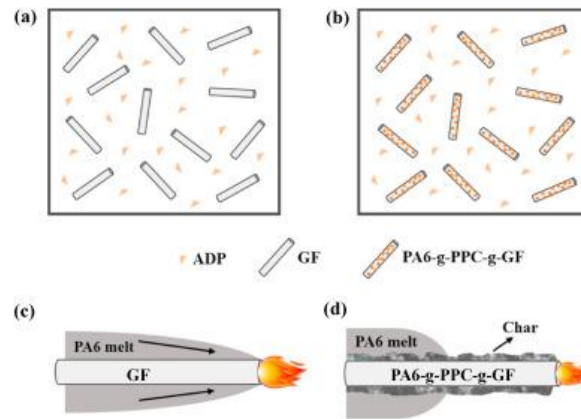 (a)
(b)
ADP
GF
PA6-g-PPC-g-GF
(c)
(d)
Char
PA6 melt
PA6 melt
GF
PA6-g-PPC-g-GF